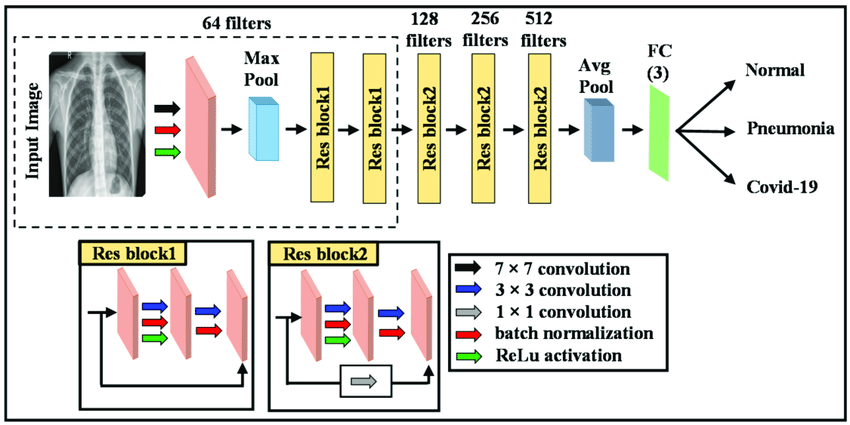 64 filters
128
filters
256
filters
512
filters
Input Image
Max
Pool
Res block1
Res block1
Res block2
Res block2
Res block2
Avg
Pool
FC
(3)
Normal
Pneumonia
Covid-19
Res block1
Res block2
7 × 7 convolution
3 × 3 convolution
1 × 1 convolution
batch normalization
ReLu activation